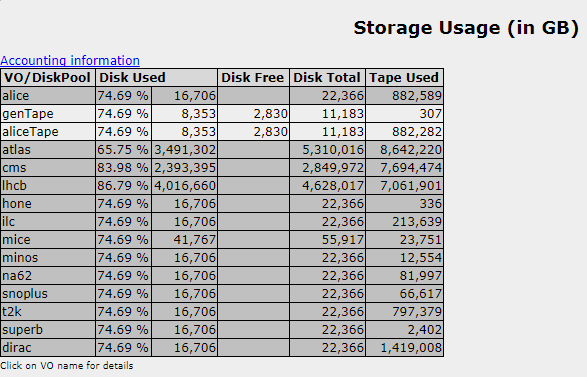 Storage Usage (in GB)
Accounting information
VO/DiskPool Disk Used Disk Free Disk Total Tape Used
alice 74.69 % 16,706 22,366 882,589
genTape 74.69 % 8,353 2,830 11,183 307
aliceTape 74.69 % 8,353 2,830 11,183 882,282
atlas 65.75 % 3,491,302 5,310,016 8,642,220
cms 83.98 % 2,393,395 2,849,972 7,694,474
lhcb 86.79 % 4,016,660 4,628,017 7,061,901
hone 74.69 % 16,706 22,366 336
ilc 74.69 % 16,706 22,366 213,639
mice 74.69 % 41,767 55,917 23,751
minos 74.69 % 16,706 22,366 12,554
na62 74.69 % 16,706 22,366 81,997
snoplus 74.69 % 16,706 22,366 66,617
t2k 74.69 % 16,706 22,366 797,379
superb 74.69 % 16,706 22,366 2,402
dirac 74.69 % 16,706 22,366 1,419,008
Click on VO name for details